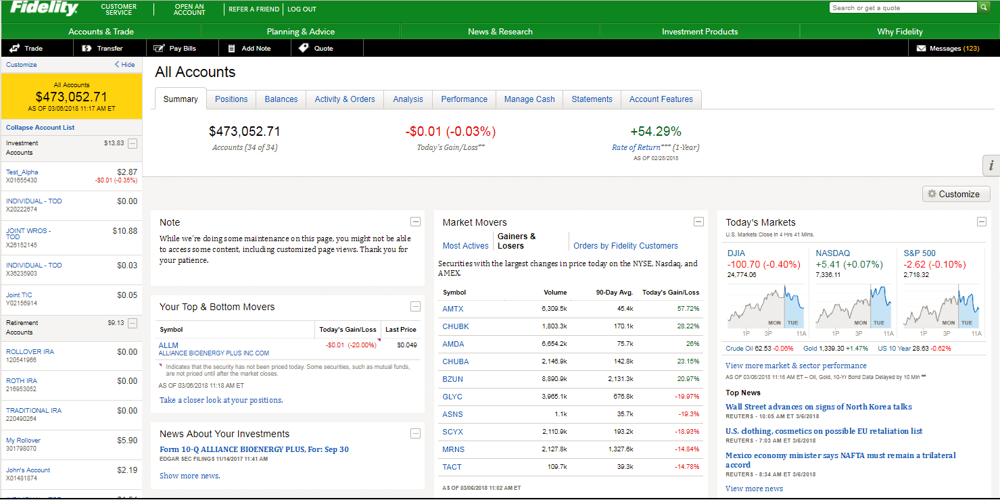 Fidelity
CUSTOMER
SERVICE
OPEN AN
ACCOUNT
REFER A FRIEND
LOG OUT
Search or get a quote
Accounts & Trade
Planning & Advice
News & Research
Investment Products
Why Fidelity
Trade
Transfer
Pay Bills
Add Note
Quote
Messages (123)
Customize
Hide
All Accounts
$473,052.71
AS OF 03/06/2018 11:17 AM ET
Collapse Account List
Investment
Accounts
$13.83
Test_Alpha
$2.87
X01655430
-$0.01 (-0.35%)
INDIVIDUAL - TOD
$0.00
X20222674
JOINT WROS -
TOD
$10.88
X26152145
INDIVIDUAL - TOD
$0.03
X36235903
Joint TIC
$0.05
Y02156914
Retirement
Accounts
$9.13
ROLLOVER IRA
$0.00
120541966
ROTH IRA
$0.00
216953052
TRADITIONAL IRA
$0.00
220490264
My Rollover
$5.90
301798070
John's Account
$2.19
X01481874
All Accounts
Summary
Positions
Balances
Activity & Orders
Analysis
Performance
Manage Cash
Statements
Account Features
$473,052.71
Accounts (34 of 34)
-$0.01 (-0.03%)
Today's Gain/Loss**
+54.29%
Rate of Return*** (1-Year)
AS OF 02/28/2018
i
Customize
Note
While we're doing some maintenance on this page, you might not be able
to access some content, including customized page views. Thank you for
your patience.
Your Top & Bottom Movers
Symbol Today's Gain/Loss Last Price
ALLM -$0.01 (-20.00%) $0.049
ALLIANCE BIOENERGY PLUS INC COM
Indicates that the security has not been priced today. Some securities, such as mutual funds,
are not priced until after the market closes.
AS OF 03/06/2018 11:18 AM ET
Take a closer look at your positions.
News About Your Investments
Form 10-Q ALLIANCE BIOENERGY PLUS, For: Sep 30
EDGAR SEC FILINGS 11/14/2017 11:41 AM
Show more news.
Market Movers
Most Actives
Gainers &
Losers
Orders by Fidelity Customers
Securities with the largest changes in price today on the NYSE, Nasdaq, and
AMEX.
Symbol Volume 90-Day Avg. Today's Gain/Loss
AMTX 6,309.5k 45.4k 57.72%
CHUBK 1,803.3k 170.1k 28.22%
AMDA 6,654.2k 75.7k 26%
CHUBA 2,146.9k 142.8k 23.15%
BZUN 8,890.9k 2,131.3k 20.97%
GLYC 3,965.1k 676.8k -19.97%
ASNS 1.1k 35.7k -19.3%
SCYX 2,110.9k 193.2k -18.93%
MRNS 2,127.8k 1,327.6k -14.84%
TACT 109.7k 39.3k -14.78%
AS OF 03/06/2018 11:02 AM ET
Today's Markets
U.S. Markets Close in 4 Hrs 41 Mins.
DJIA
-100.70 (-0.40%)
24,774.06
MON TUE
1P 3P 11A
NASDAQ
+5.41 (+0.07%)
7,336.11
MON TUE
1P 3P 11A
S&P 500
-2.62 (-0.10%)
2,718.32
MON TUE
1P 3P 11A
Crude Oil 62.53 -0.06% Gold 1,339.30 +1.47% US 10 Year 28.63 -0.62%
View more market & sector performance
AS OF 03/06/2018 11:16 AM ET – Oil, Gold, 10-Yr Bond Data Delayed by 10 Min **
Top News
Wall Street advances on signs of North Korea talks
REUTERS - 10:05 AM ET 3/6/2018
U.S. clothing, cosmetics on possible EU retaliation list
REUTERS - 7:03 AM ET 3/6/2018
Mexico economy minister says NAFTA must remain a trilateral
accord
REUTERS - 8:34 AM ET 3/6/2018
View more news